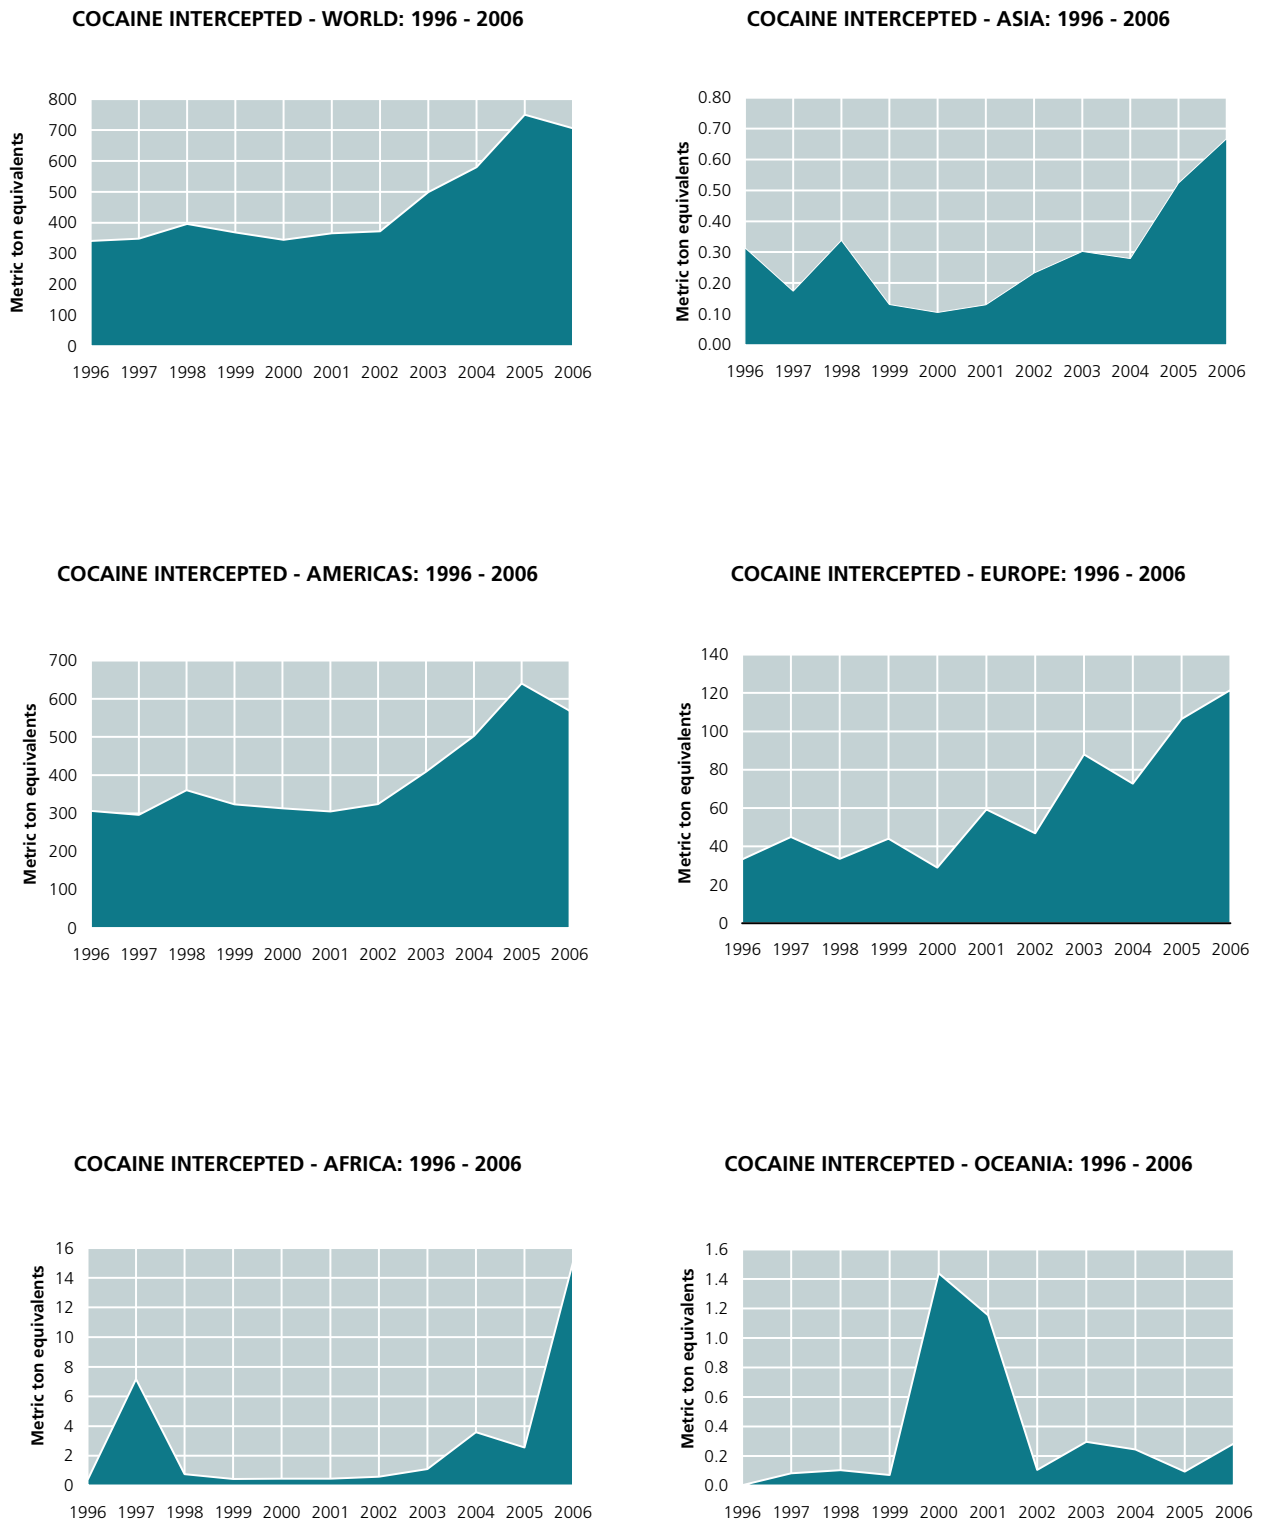 COCAINE INTERCEPTED - WORLD: 1996 - 2006
Metric ton equivalents
800
700
600
500
400
300
200
100
0
1996 1997 1998 1999 2000 2001 2002 2003 2004 2005 2006
COCAINE INTERCEPTED - ASIA: 1996 - 2006
Metric ton equivalents
0.80
0.70
0.60
0.50
0.40
0.30
0.20
0.10
0.00
1996 1997 1998 1999 2000 2001 2002 2003 2004 2005 2006
COCAINE INTERCEPTED - AMERICAS: 1996 - 2006
Metric ton equivalents
700
600
500
400
300
200
100
0
1996 1997 1998 1999 2000 2001 2002 2003 2004 2005 2006
COCAINE INTERCEPTED - EUROPE: 1996 - 2006
Metric ton equivalents
140
120
100
80
60
40
20
0
1996 1997 1998 1999 2000 2001 2002 2003 2004 2005 2006
COCAINE INTERCEPTED - AFRICA: 1996 - 2006
Metric ton equivalents
16
14
12
10
8
6
4
2
0
1996 1997 1998 1999 2000 2001 2002 2003 2004 2005 2006
COCAINE INTERCEPTED - OCEANIA: 1996 - 2006
Metric ton equivalents
1.6
1.4
1.2
1.0
0.8
0.6
0.4
0.2
0.0
1996 1997 1998 1999 2000 2001 2002 2003 2004 2005 2006